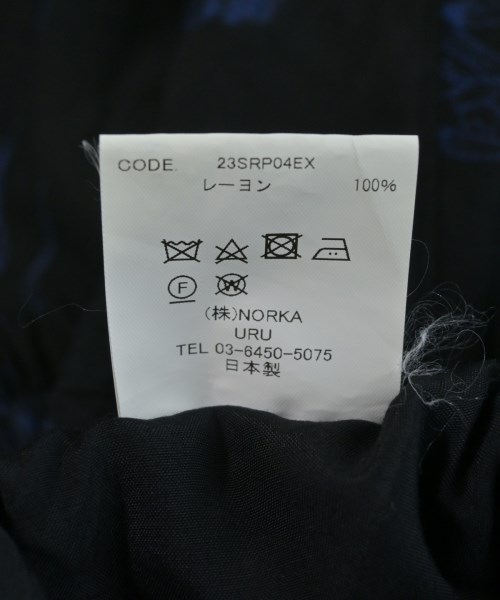 CODE. 23SRP04EX
レーヨン 100%
F W
(株)NORKA
URU
TEL 03-6450-5075
日本製